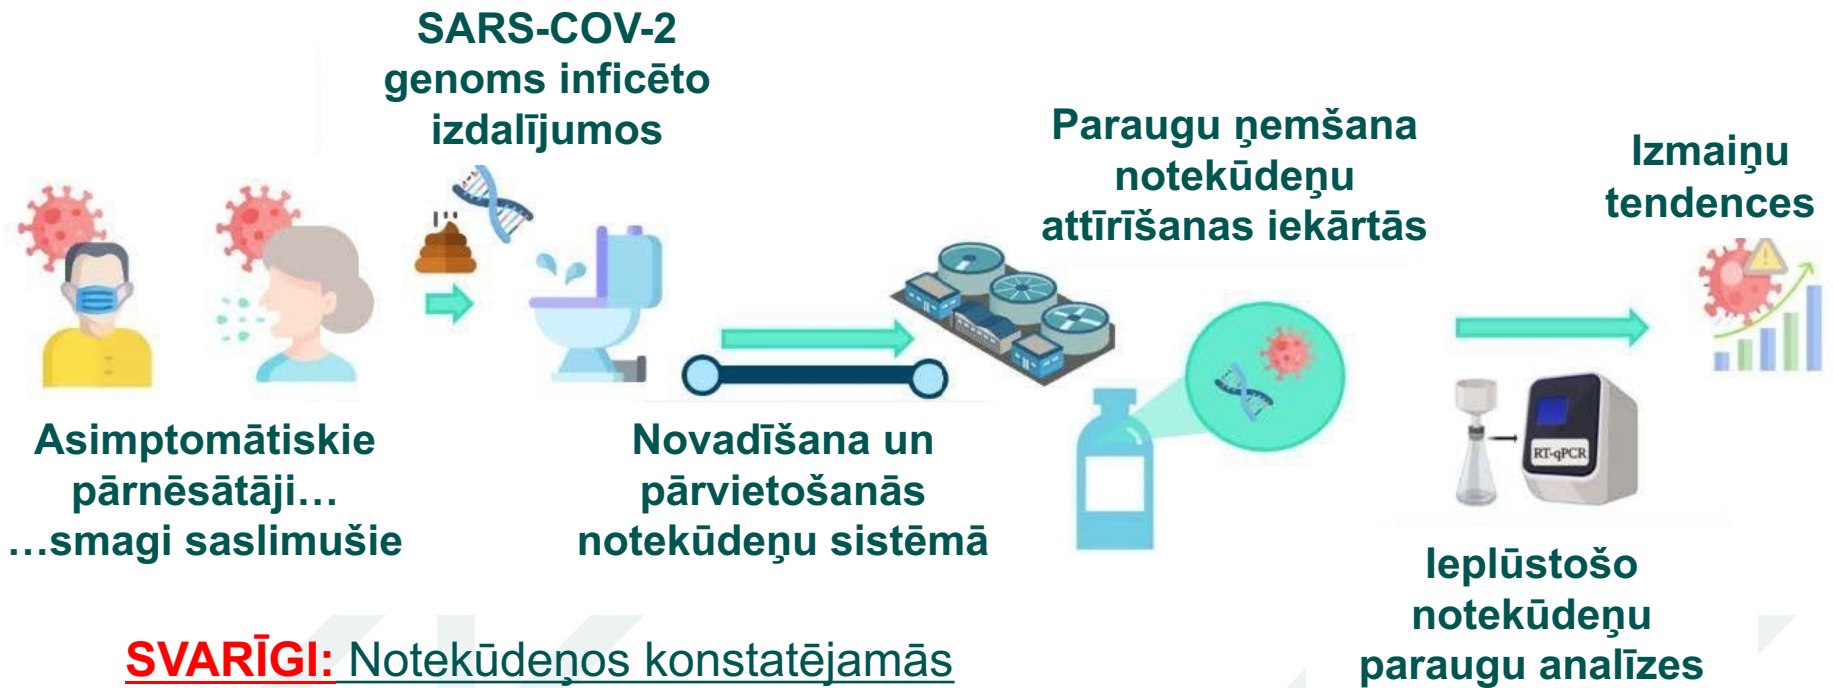 SARS-COV-2
genoms inficēto
izdalījumos
Paraugu ņemšana
notekūdeņu
attīrīšanas iekārtās
Izmaiņu
tendences
Asimptomātiskie
pārnēsātāji…
…smagi saslimušie
Novadīšana un
pārvietošanās
notekūdeņu sistēmā
RT-qPCR
Ieplūstošo
notekūdeņu
paraugu analīzes
SVARĪGI: Notekūdeņos konstatējamās